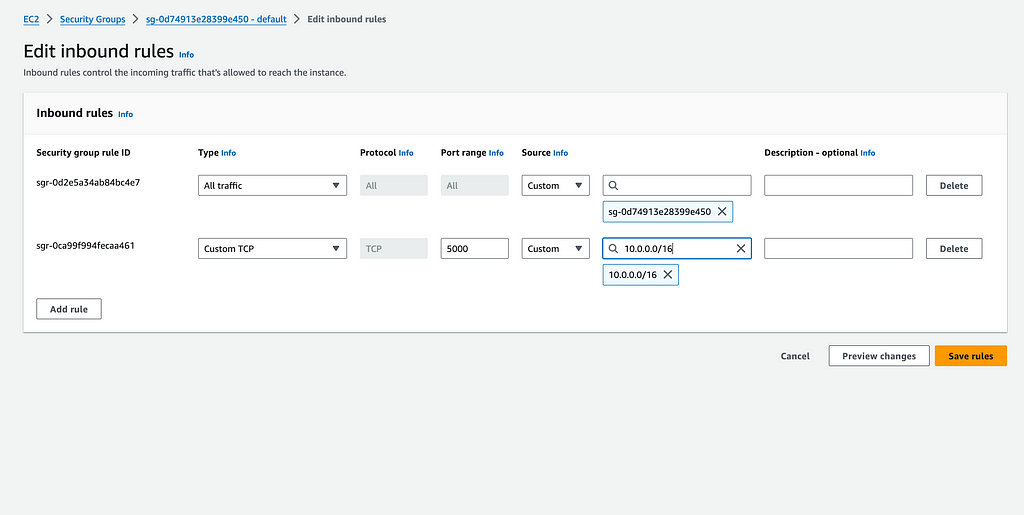 EC2 > Security Groups > sg-0d74913e28399e450 - default > Edit inbound rules
Edit inbound rules Info
Inbound rules control the incoming traffic that's allowed to reach the instance.
Inbound rules Info
Security group rule ID Type Info Protocol Info Port range Info Source Info Description - optional Info
sgr-0d2e5a34ab84bc4e7 All traffic All All Custom Delete
sg-0d74913e28399e450
sgr-0ca99f994fecaa461 Custom TCP TCP 5000 Custom 10.0.0.0/16 Delete
10.0.0.0/16
Add rule
Cancel Preview changes Save rules